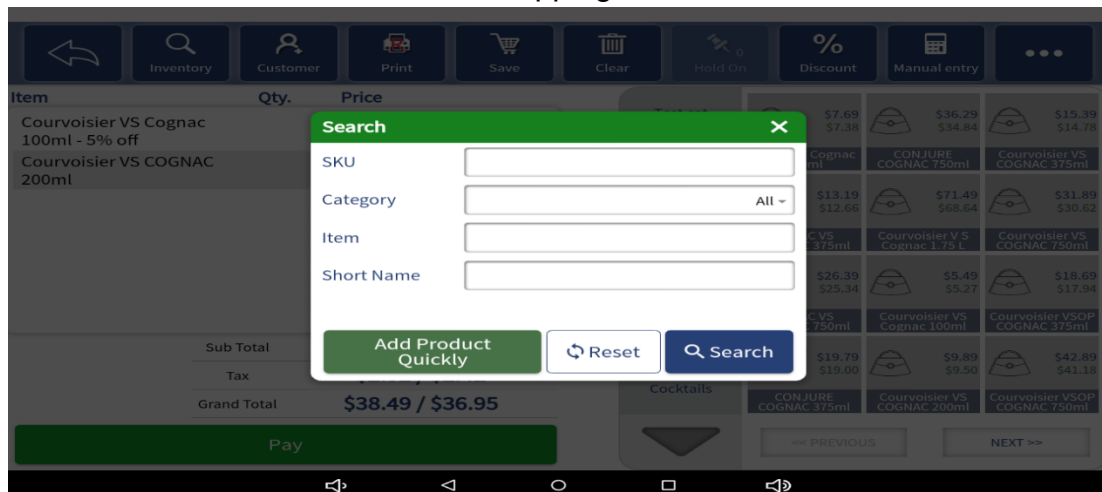 Inventory
Customer
Print
Save
Clear
0
Hold On
%
Discount
Manual entry
Item Qty. Price
Courvoisier VS Cognac
100ml - 5% off
Courvoisier VS COGNAC
200ml
Search
SKU
Category All
Item
Short Name
Add Product
Quickly
Reset
Search
Sub Total
Tax
Grand Total $38.49 / $36.95
Pay
Cocktails
$7.69
$7.38
Cognac
$36.29
$34.84
CONJURE
COGNAC 750ml
$15.39
$14.78
Courvoisier VS
COGNAC 375ml
$13.19
$12.66
VS
375ml
$71.49
$68.64
Courvoisier V S
Cognac 1.75 L
$31.89
$30.62
Courvoisier VS
COGNAC 750ml
$26.39
$25.34
VS
750ml
$5.49
$5.27
Courvoisier VS
Cognac 100ml
$18.69
$17.94
Courvoisier VSOP
COGNAC 375ml
$19.79
$19.00
CONJURE
COGNAC 375ml
$9.89
$9.50
Courvoisier VS
COGNAC 200ml
$42.89
$41.18
Courvoisier VSOP
COGNAC 750ml
<< PREVIOUS
NEXT >>